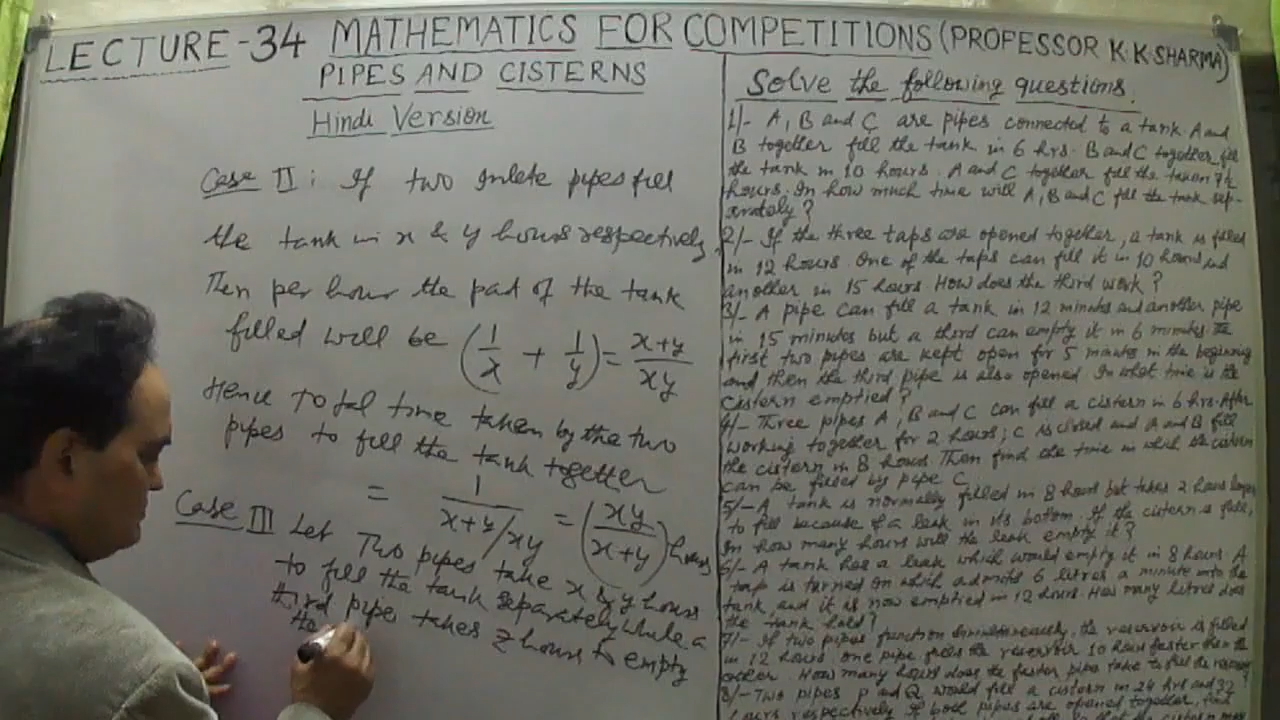 LECTURE-34 MATHEMATICS FOR COMPETITIONS (PROFESSOR K.K.SHARMA)
PIPES AND CISTERNS
Hindi Version
Case II: If two Inlete pipes fill
the tank in x & y hours respectively.
Then per hour the part of the tank
filled will be (1/x + 1/y) = x+y/xy
Hence total time taken by the two
pipes to fill the tank together
= 1/x+y/xy = (xy/x+y) hours
Case III Let Two pipes take x & y hours
to fill the tank separately while a
third pipe takes z hours to empty
the
Solve the following questions.
1/- A, B and C are pipes connected to a tank. A and
B together fill the tank in 6 hrs. B and C together fill
the tank in 10 hours. A and C together fill the tank 7½
hours. In how much time will A, B and C fill the tank sep-
arately?
2/- If the three taps are opened together, a tank is filled
in 12 hours. One of the taps can fill it in 10 hours and
another in 15 hours How does the third work?
3/- A pipe can fill a tank in 12 minutes and another pipe
in 15 minutes but a third can empty it in 6 minutes The
first two pipes are kept open for 5 minutes in the beginning
and then the third pipe is also opened. In what time is the
cistern emptied?
4/- Three pipes A, B and C can fill a cistern in 6 hrs. After
working together for 2 hours; C is closed and A and B fill
the cistern in 8 hours. Then find the time in which the cistern
can be filled by pipe C
5/- A tank is normally filled in 8 hours but takes 2 hours longer
to fill because of a leak in its bottom. If the cistern is full,
In how many hours will the leak empty it?
6/- A tank has a leak which would empty it in 8 hours. A
tap is turned on which admits 6 litres a minute into the
tank and it is now emptied in 12 hours. How many litres does
the tank hold?
7/- If two pipes function simultaneously, the reservoir is filled
in 12 hours. One pipe fills the reservoir 10 hours faster than the
other. How many hours does the faster pipe take to fill the
8/- Two pipes P and Q would fill a cistern in 24 hrs and 32
hours respectively. If both pipes are opened together, find